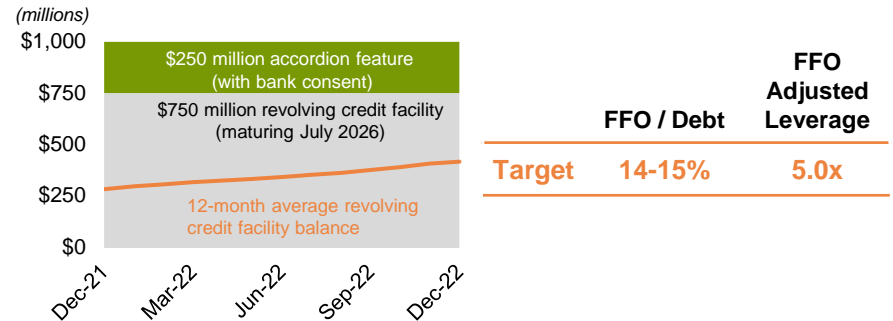 (millions)
$1,000
$750
$500
$250
$0
$250 million accordion feature
(with bank consent)
$750 million revolving credit facility
(maturing July 2026)
12-month average revolving
credit facility balance
Dec-21
Mar-22
Jun-22
Sep-22
Dec-22
FFO / Debt
FFO
Adjusted
Leverage
Target 14-15% 5.0x